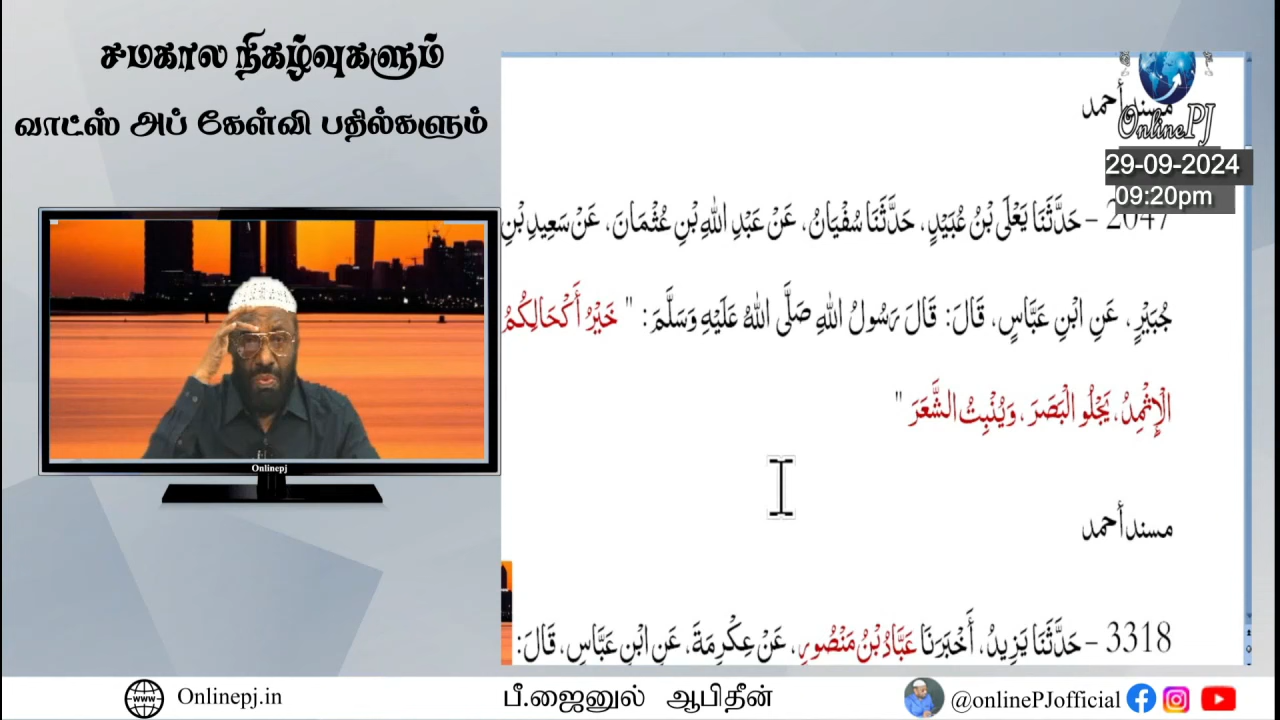 சமகால நிகழ்வுகளும்
வாட்ஸ் அப் கேள்வி பதில்களும்
Onlinepj
OnlinePJ
29-09-2024
09:20pm
مسند أحمد
2047 – حَدَّثَنَا يَعْلَى بْنُ عُبَيْدٍ، حَدَّثَنَا سُفْيَانُ، عَنْ عَبْدِ اللهِ بْنِ عُثْمَانَ، عَنْ سَعِيدِ بْنِ
جُبَيْرٍ، عَنِ ابْنِ عَبَّاسٍ، قَالَ: قَالَ رَسُولُ اللهِ صَلَّى اللهُ عَلَيْهِ وَسَلَّمَ: " خَيْرُ أَكْحَالِكُمُ
الْإِثْمِدُ، يَجْلُو الْبَصَرَ، وَيُنْبِتُ الشَّعَرَ "
مسند أحمد
3318 – حَدَّثَنَا يَزِيدُ، أَخْبَرَنَا عَبَّادُ بْنُ مَنْصُورٍ، عَنْ عِكْرِمَةَ، عَنِ ابْنِ عَبَّاسٍ، قَالَ:
www Onlinepj.in
பீ.ஜைனுல் ஆபிதீன்
@onlinePJofficial